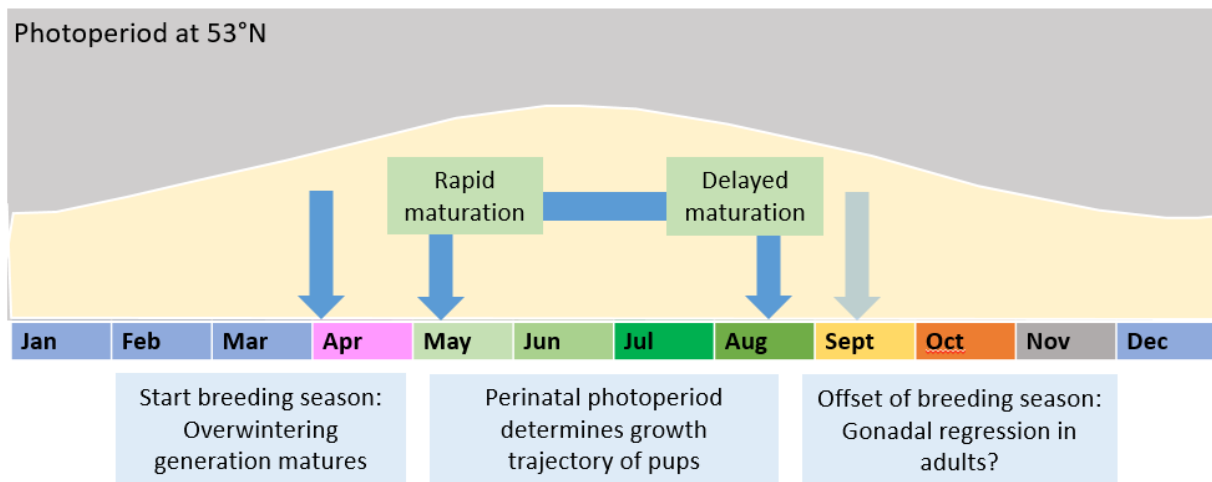 Photoperiod at 53°N
Rapid
maturation
Delayed
maturation
Jan Feb Mar Apr May Jun Jul Aug Sept Oct Nov Dec
Start breeding season:
Overwintering
generation matures
Perinatal photoperiod
determines growth
trajectory of pups
Offset of breeding season:
Gonadal regression in
adults?